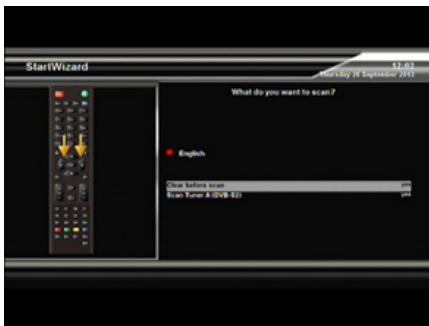 StartWizard
12:02
Thursday 26 September 2013
What do you want to scan?
English
Clear before scan yes
Scan Tuner A (DVB-S2) yes